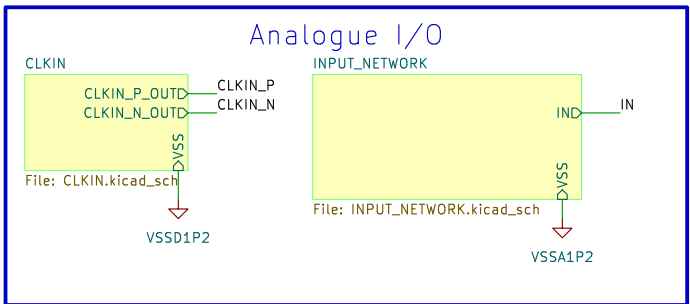 Analogue I/O
CLKIN
CLKIN_P_OUT
CLKIN_P
CLKIN_N_OUT
CLKIN_N
VSS
File: CLKIN.kicad_sch
VSSD1P2
INPUT_NETWORK
IN
IN
VSS
File: INPUT_NETWORK.kicad_sch
VSSA1P2